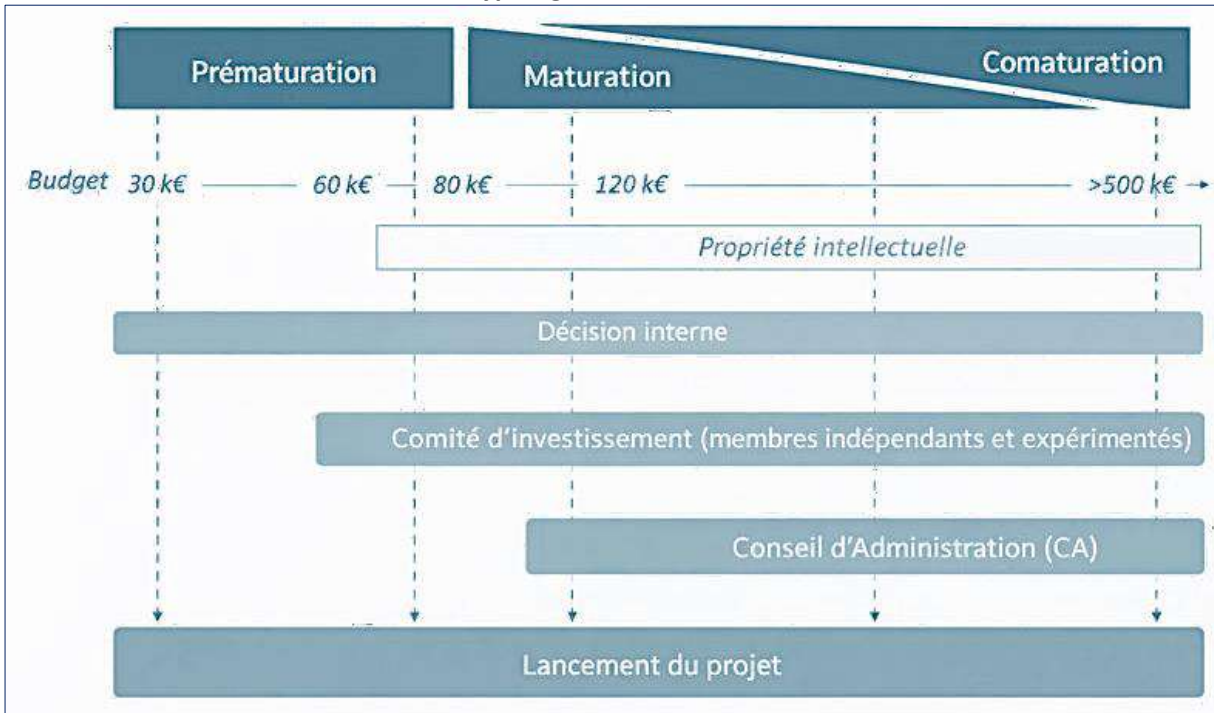 Prématuration
Maturation
Comaturation
Budget 30 k€ 60 k€ 80 k€ 120 k€ >500 k€
Propriété intellectuelle
Décision interne
Comité d'investissement (membres indépendants et expérimentés)
Conseil d'Administration (CA)
Lancement du projet